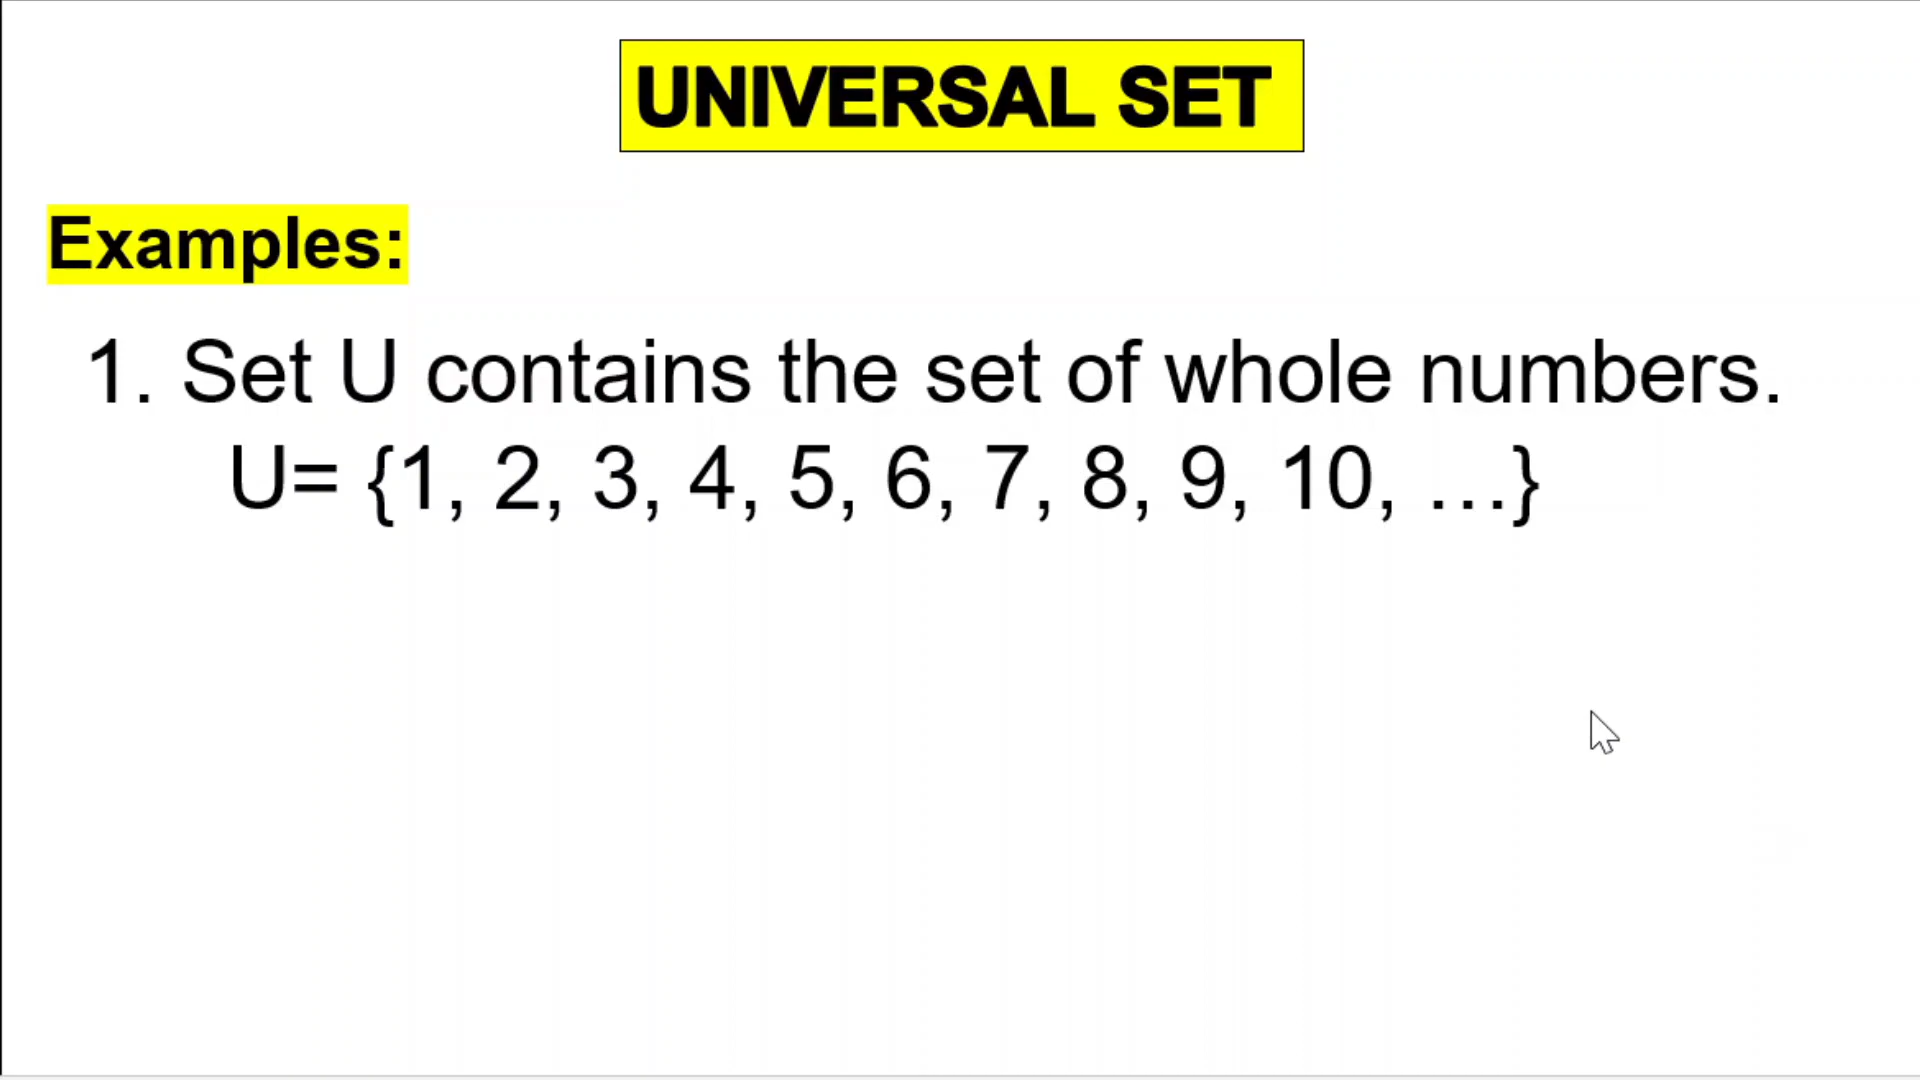 UNIVERSAL SET
Examples:
1. Set U contains the set of whole numbers.
U= {1, 2, 3, 4, 5, 6, 7, 8, 9, 10, …}